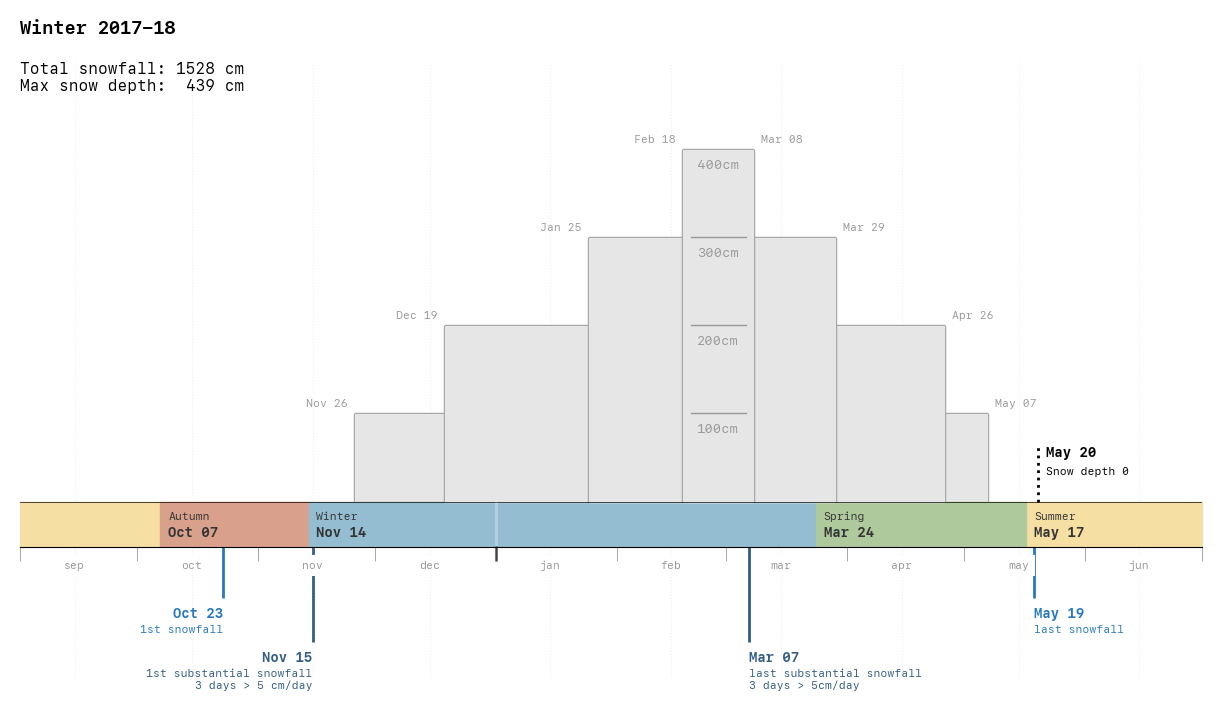 Winter 2017–18
Total snowfall: 1528 cm
Max snow depth: 439 cm
Feb 18
Mar 08
400cm
Jan 25
Mar 29
300cm
Dec 19
Apr 26
200cm
Nov 26
May 07
100cm
May 20
Snow depth 0
Autumn
Oct 07
Winter
Nov 14
Spring
Mar 24
Summer
May 17
sep oct nov dec jan feb mar apr may jun
Oct 23
1st snowfall
May 19
last snowfall
Nov 15
1st substantial snowfall
3 days > 5 cm/day
Mar 07
last substantial snowfall
3 days > 5cm/day